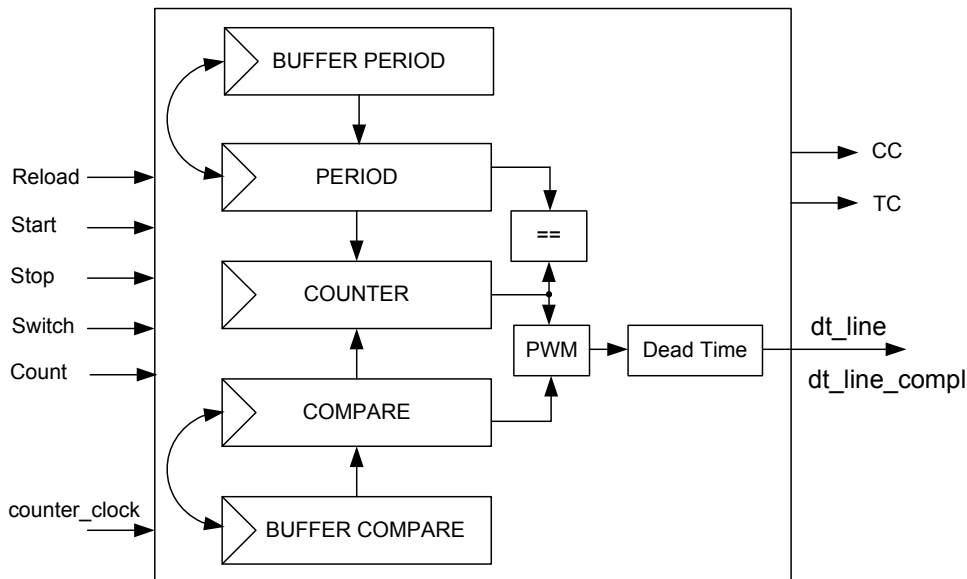 BUFFER PERIOD
PERIOD
CC
Reload
TC
Start
==
Stop
COUNTER
Switch
dt_line
PWM
Dead Time
Count
dt_line_compl
COMPARE
counter_clock
BUFFER COMPARE